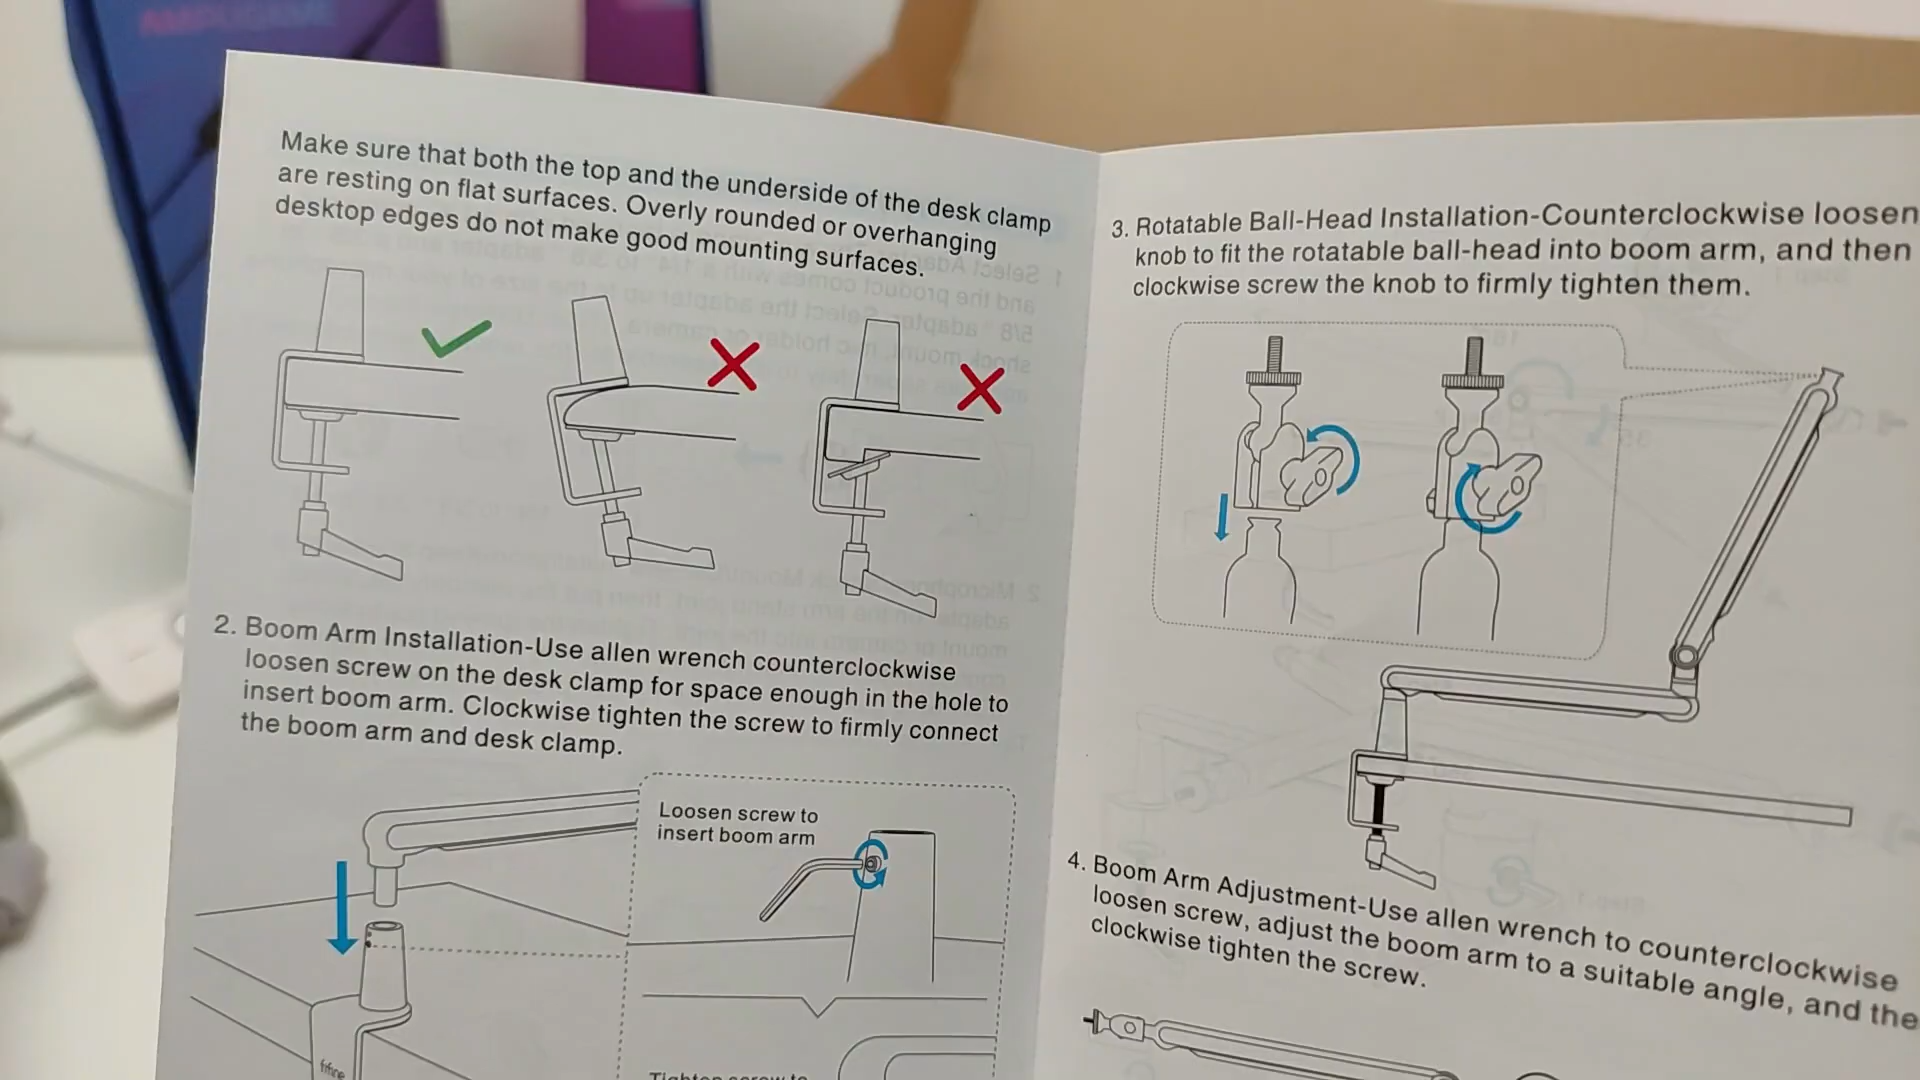 Make sure that both the top and the underside of the desk clamp
are resting on flat surfaces. Overly rounded or overhanging
desktop edges do not make good mounting surfaces.
2. Boom Arm Installation-Use allen wrench counterclockwise
loosen screw on the desk clamp for space enough in the hole to
insert boom arm. Clockwise tighten the screw to firmly connect
the boom arm and desk clamp.
Loosen screw to
insert boom arm
fifine
Tighten screw to
3. Rotatable Ball-Head Installation-Counterclockwise loosen
knob to fit the rotatable ball-head into boom arm, and then
clockwise screw the knob to firmly tighten them.
4. Boom Arm Adjustment-Use allen wrench to counterclockwise
loosen screw, adjust the boom arm to a suitable angle, and the
clockwise tighten the screw.